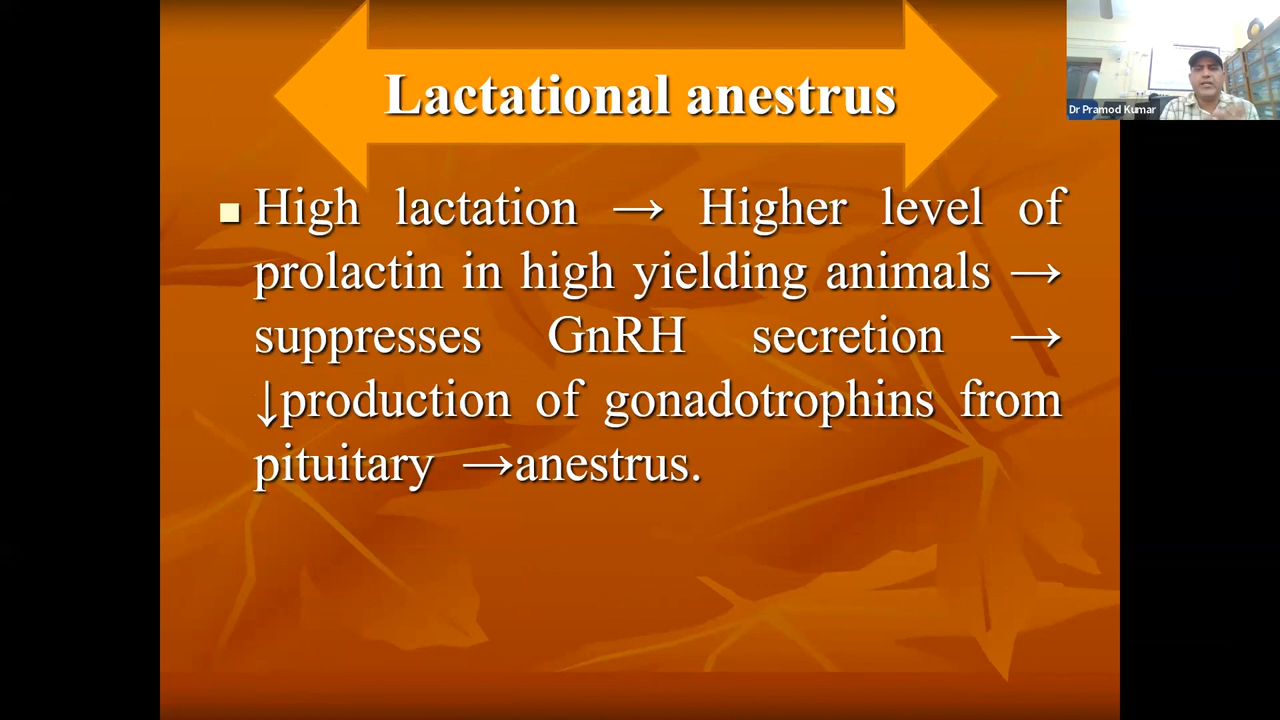 Lactational anestrus
Dr Pramod Kumar
High lactation → Higher level of
prolactin in high yielding animals →
suppresses GnRH secretion →
↓production of gonadotrophins from
pituitary →anestrus.